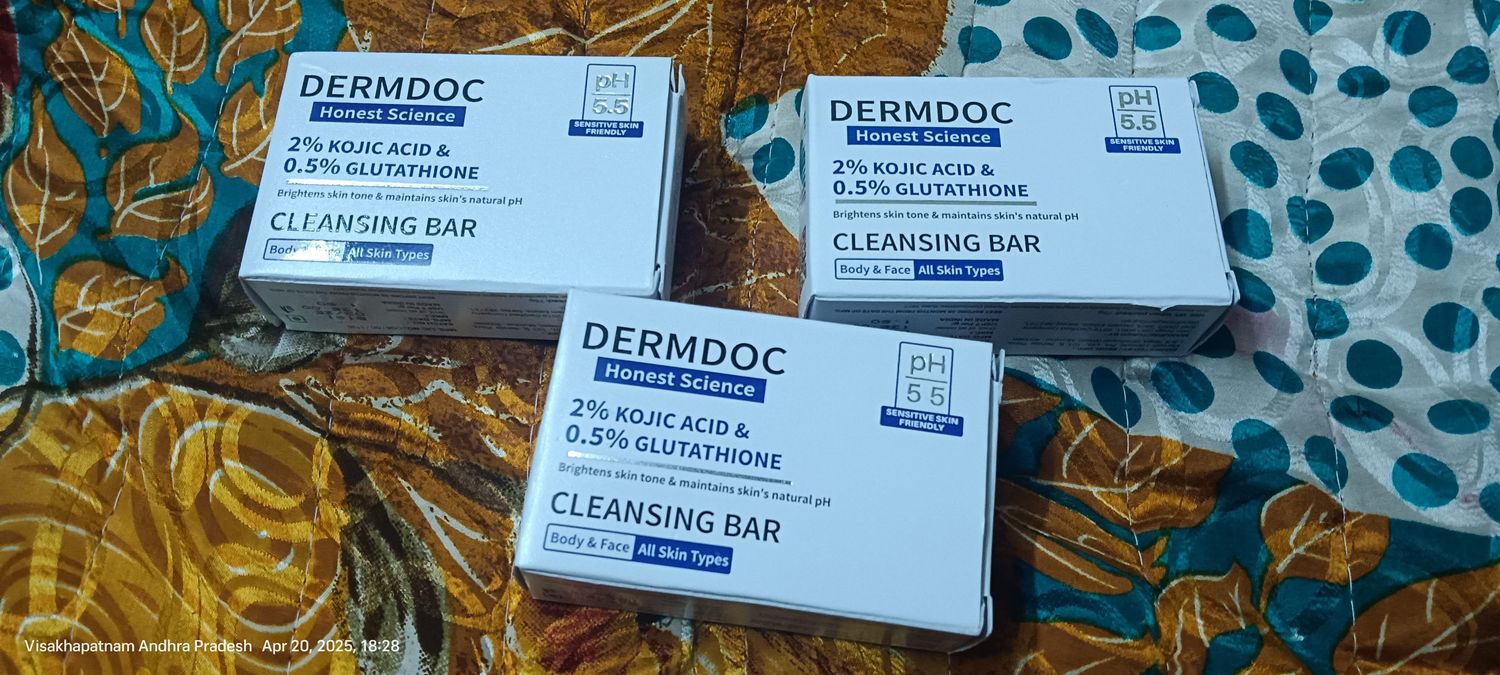 DERMDOC
Honest Science
2% KOJIC ACID &
0.5% GLUTATHIONE
Brightens skin tone & maintains skin's natural pH
CLEANSING BAR
Body
All Skin Types
pH
5.5
SENSITIVE SKIN
FRIENDLY
DERMDOC
Honest Science
2% KOJIC ACID &
0.5% GLUTATHIONE
Brightens skin tone & maintains skin's natural pH
CLEANSING BAR
Body & Face All Skin Types
pH
5.5
SENSITIVE SKIN
FRIENDLY
MADE IN INDIA
DERMDOC
Honest Science
2% KOJIC ACID &
0.5% GLUTATHIONE
Brightens skin tone & maintains skin's natural pH
CLEANSING BAR
Body & Face All Skin Types
pH
5 5
SENSITIVE SKIN
FRIENDLY
Visakhapatnam Andhra Pradesh Apr 20, 2025, 18:28